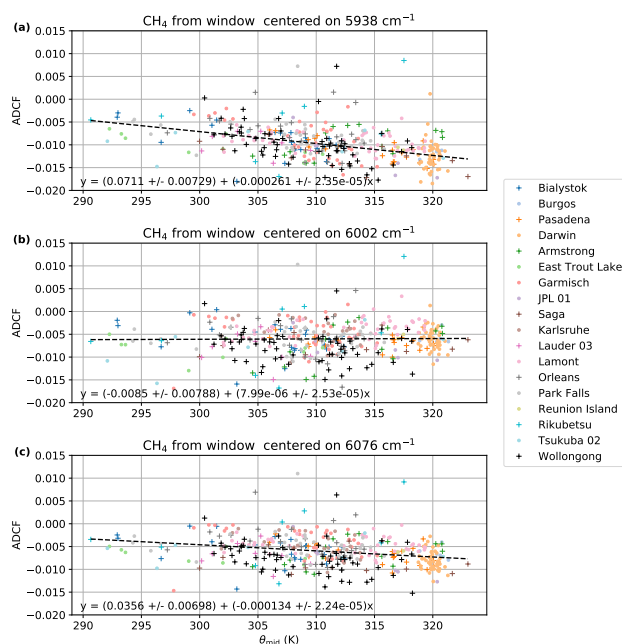 (a)
CH₄ from window centered on 5938 cm⁻¹
0.015
0.010
0.005
0.000
−0.005
−0.010
−0.015
−0.020
ADCF
y = (0.0711 +/- 0.00729) + (-0.000261 +/- 2.35e-05)x
290 295 300 305 310 315 320
(b)
CH₄ from window centered on 6002 cm⁻¹
0.015
0.010
0.005
0.000
−0.005
−0.010
−0.015
−0.020
ADCF
y = (-0.0085 +/- 0.00788) + (7.99e-06 +/- 2.53e-05)x
290 295 300 305 310 315 320
(c)
CH₄ from window centered on 6076 cm⁻¹
0.015
0.010
0.005
0.000
−0.005
−0.010
−0.015
−0.020
ADCF
y = (0.0356 +/- 0.00698) + (-0.000134 +/- 2.24e-05)x
290 295 300 305 310 315 320
θmid (K)
Bialystok
Burgos
Pasadena
Darwin
Armstrong
East Trout Lake
Garmisch
JPL 01
Saga
Karlsruhe
Lauder 03
Lamont
Orleans
Park Falls
Reunion Island
Rikubetsu
Tsukuba 02
Wollongong